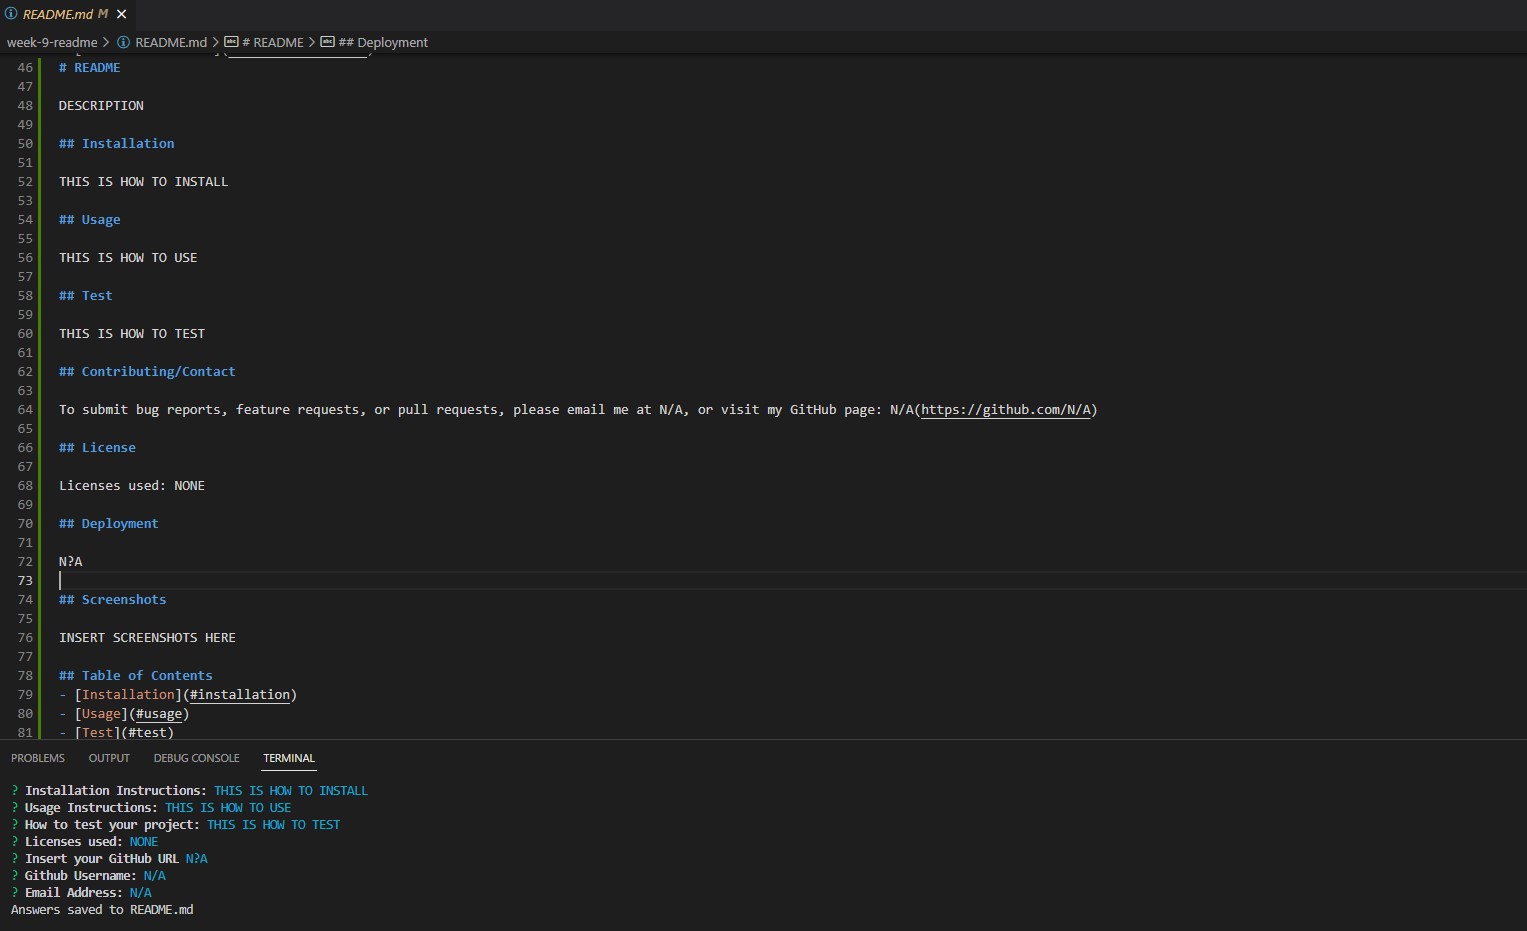 README.md M
week-9-readme > README.md > # README > ## Deployment
46 # README
47
48 DESCRIPTION
49
50 ## Installation
51
52 THIS IS HOW TO INSTALL
53
54 ## Usage
55
56 THIS IS HOW TO USE
57
58 ## Test
59
60 THIS IS HOW TO TEST
61
62 ## Contributing/Contact
63
64 To submit bug reports, feature requests, or pull requests, please email me at N/A, or visit my GitHub page: N/A(https://github.com/N/A)
65
66 ## License
67
68 Licenses used: NONE
69
70 ## Deployment
71
72 N?A
73
74 ## Screenshots
75
76 INSERT SCREENSHOTS HERE
77
78 ## Table of Contents
79 - [Installation](#installation)
80 - [Usage](#usage)
81 - [Test](#test)
PROBLEMS OUTPUT DEBUG CONSOLE TERMINAL
? Installation Instructions: THIS IS HOW TO INSTALL
? Usage Instructions: THIS IS HOW TO USE
? How to test your project: THIS IS HOW TO TEST
? Licenses used: NONE
? Insert your GitHub URL N?A
? Github Username: N/A
? Email Address: N/A
Answers saved to README.md